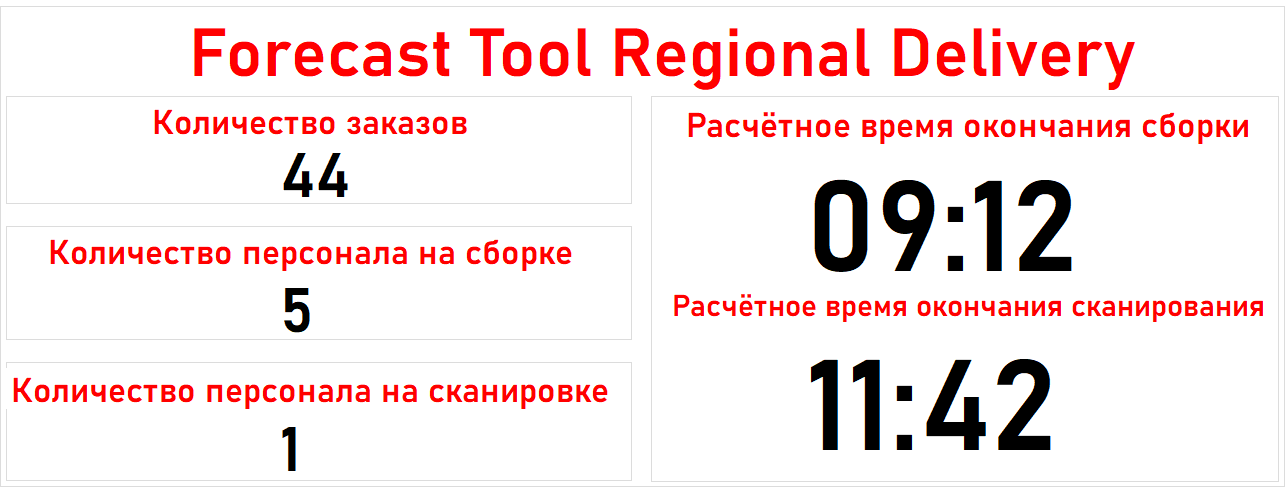 Forecast Tool Regional Delivery
Количество заказов
44
Количество персонала на сборке
5
Количество персонала на сканировке
1
Расчётное время окончания сборки
09:12
Расчётное время окончания сканирования
11:42